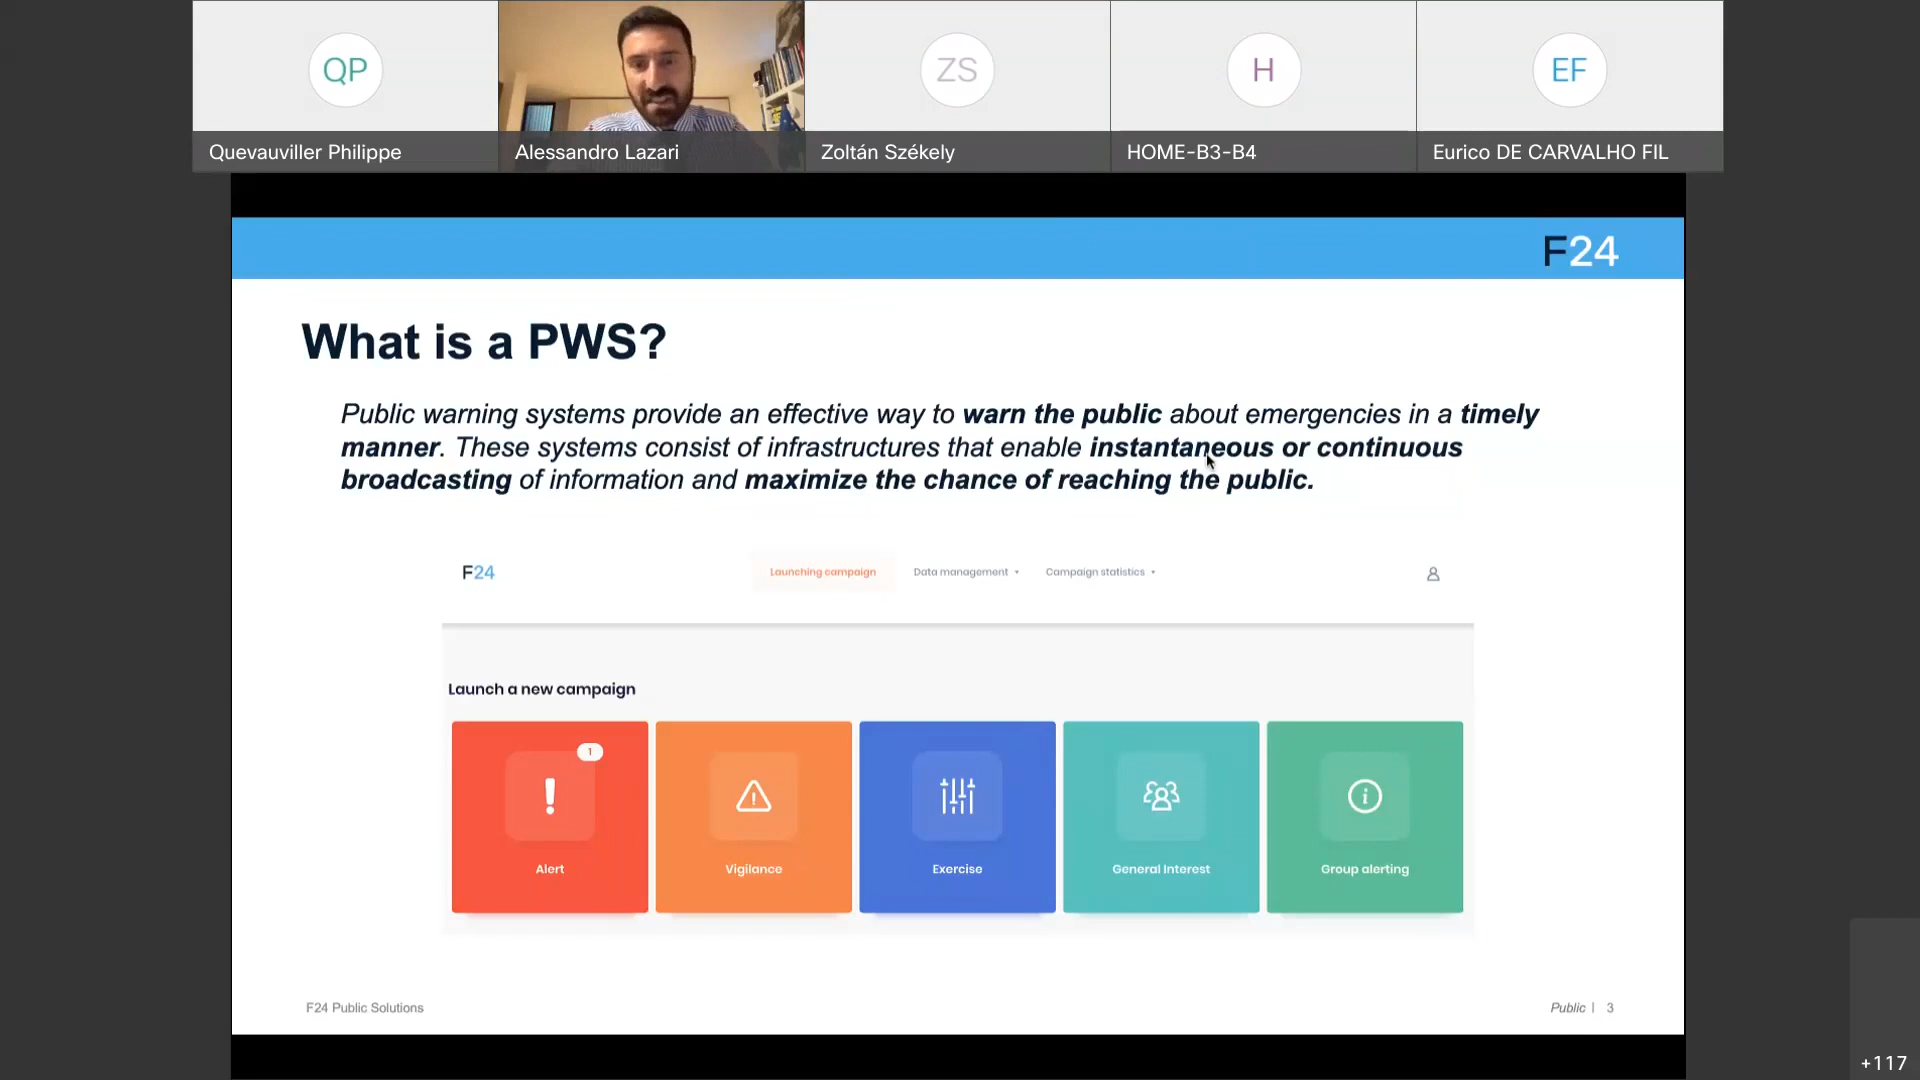 QP
ZS
H
EF
Quevauviller Philippe
Alessandro Lazari
Zoltán Székely
HOME-B3-B4
Eurico DE CARVALHO FIL
F24
What is a PWS?
Public warning systems provide an effective way to warn the public about emergencies in a timely
manner. These systems consist of infrastructures that enable instantaneous or continuous
broadcasting of information and maximize the chance of reaching the public.
F24
Launching campaign
Data management
Campaign statistics
Launch a new campaign
1
Alert
Vigilance
Exercise
General Interest
Group alerting
F24 Public Solutions
Public | 3
+117